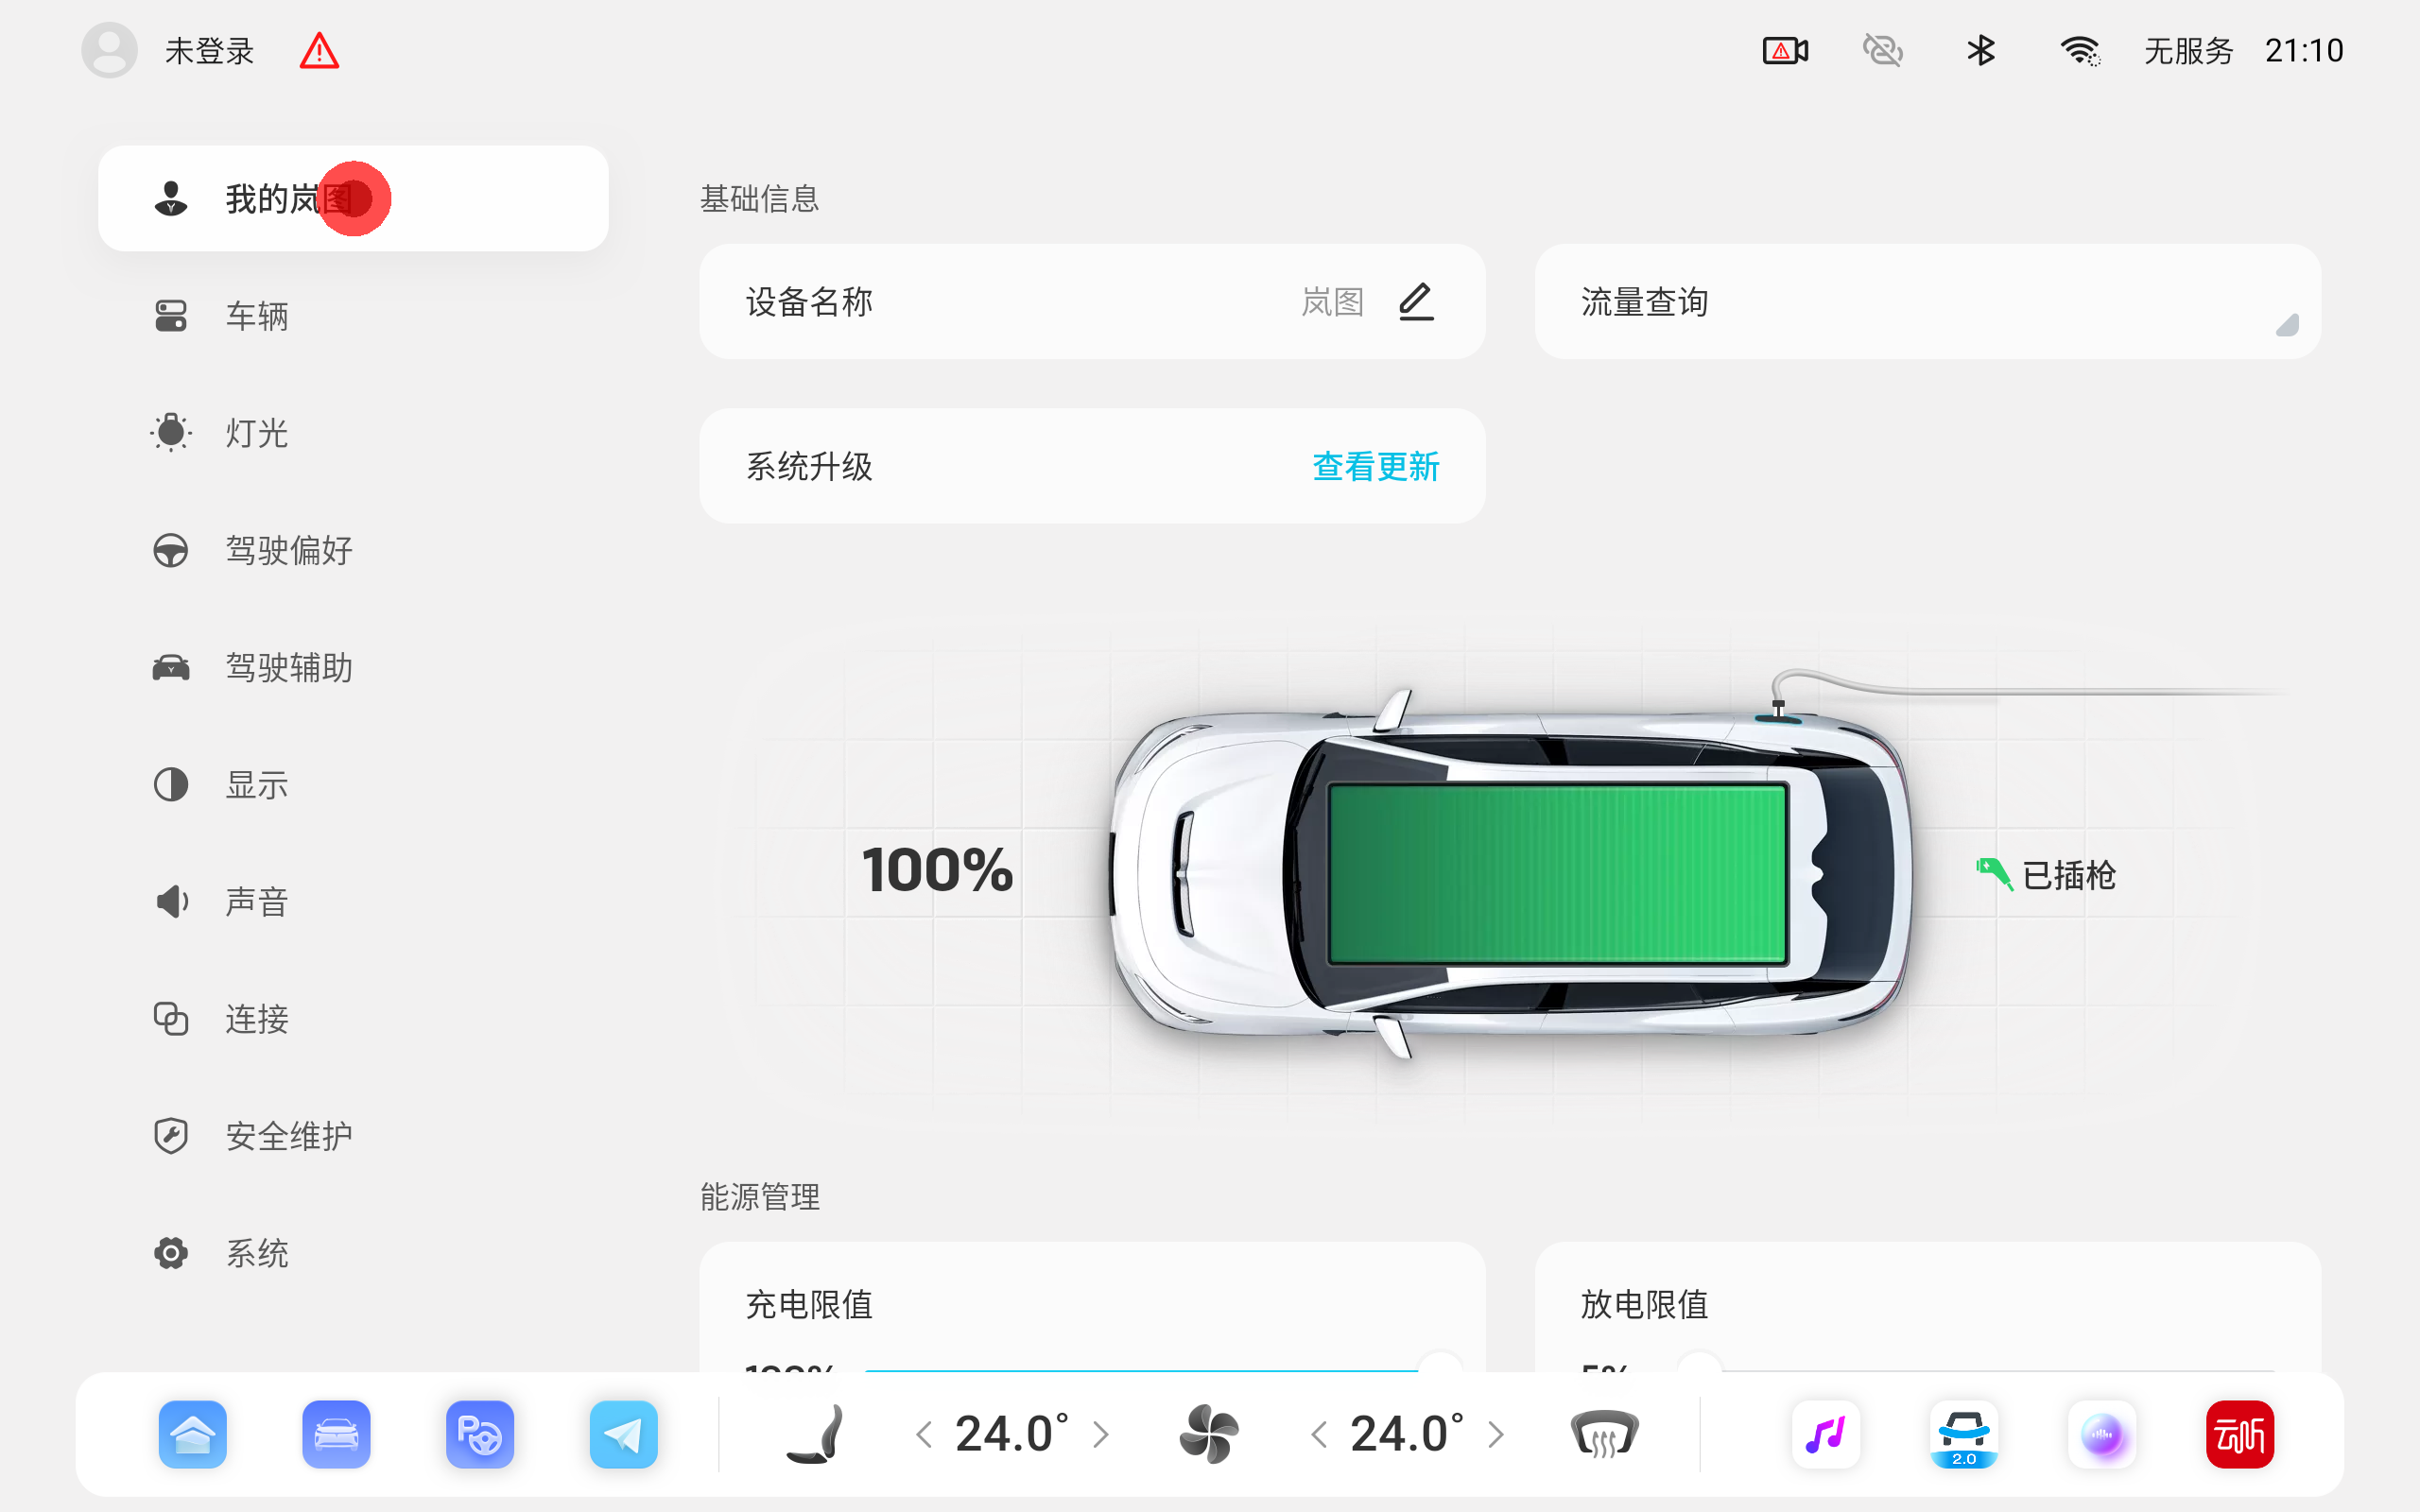 未登录
无服务 21:10
我的岚图
车辆
灯光
驾驶偏好
驾驶辅助
显示
声音
连接
安全维护
系统
基础信息
设备名称 岚图
流量查询
系统升级 查看更新
100%
已插枪
能源管理
充电限值
放电限值
100%
5%
24.0°
24.0°
2.0
云听